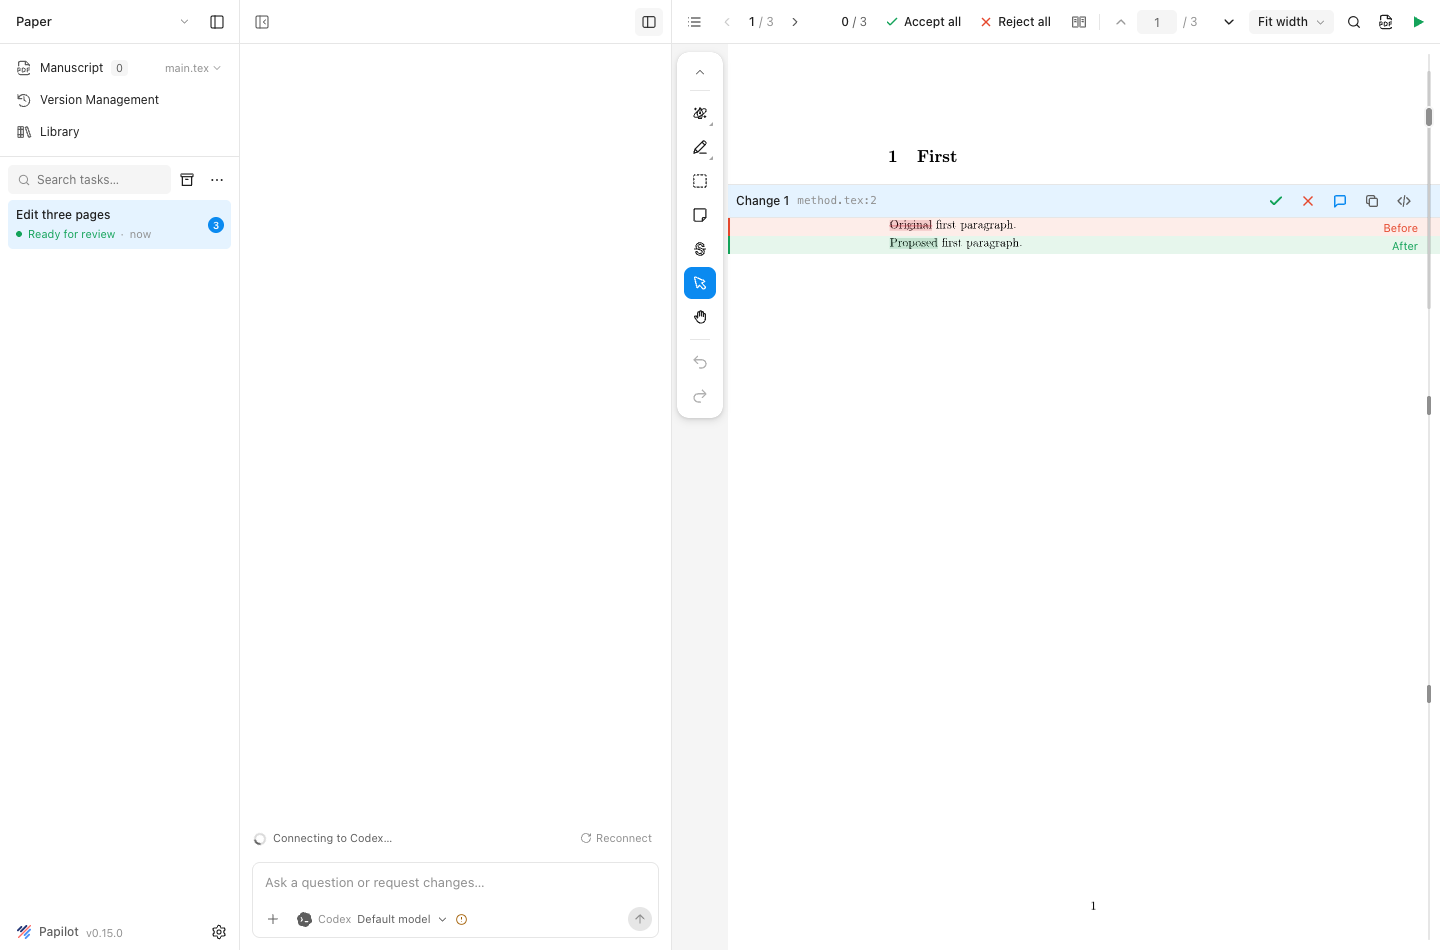 Paper
Manuscript 0 main.tex
Version Management
Library
Search tasks...
Edit three pages
Ready for review · now
3
Papilot v0.15.0
Connecting to Codex...
Reconnect
Ask a question or request changes...
Codex Default model
1 / 3
0 / 3
Accept all
Reject all
1 / 3
Fit width
PDF
1 First
Change 1 method.tex:2
Original first paragraph.
Before
Proposed first paragraph.
After
1